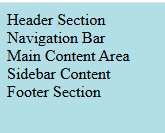 Header Section
Navigation Bar
Main Content Area
Sidebar Content
Footer Section